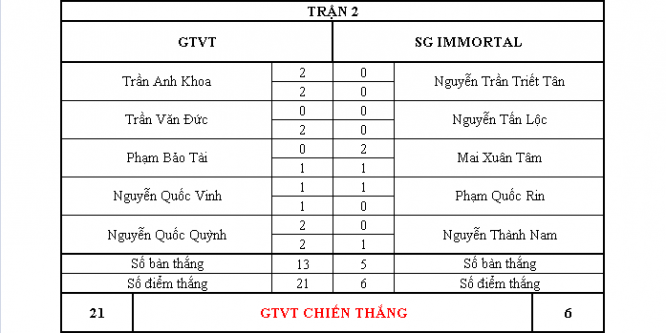 TRẬN 2
GTVT SG IMMORTAL
Trần Anh Khoa 2 0 Nguyễn Trần Triết Tân
2 0
Trần Văn Đức 0 0 Nguyễn Tấn Lộc
2 0
Phạm Bảo Tài 0 2 Mai Xuân Tâm
1 1
Nguyễn Quốc Vinh 1 1 Phạm Quốc Rin
1 0
Nguyễn Quốc Quỳnh 2 0 Nguyễn Thành Nam
2 1
Số bàn thắng 13 5 Số bàn thắng
Số điểm thắng 21 6 Số điểm thắng
21 GTVT CHIẾN THẮNG 6